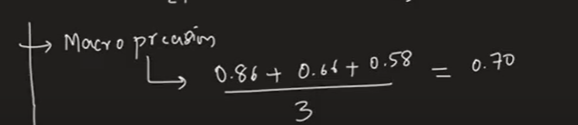 Macro precision
0.86 + 0.66 + 0.58 = 0.70
3